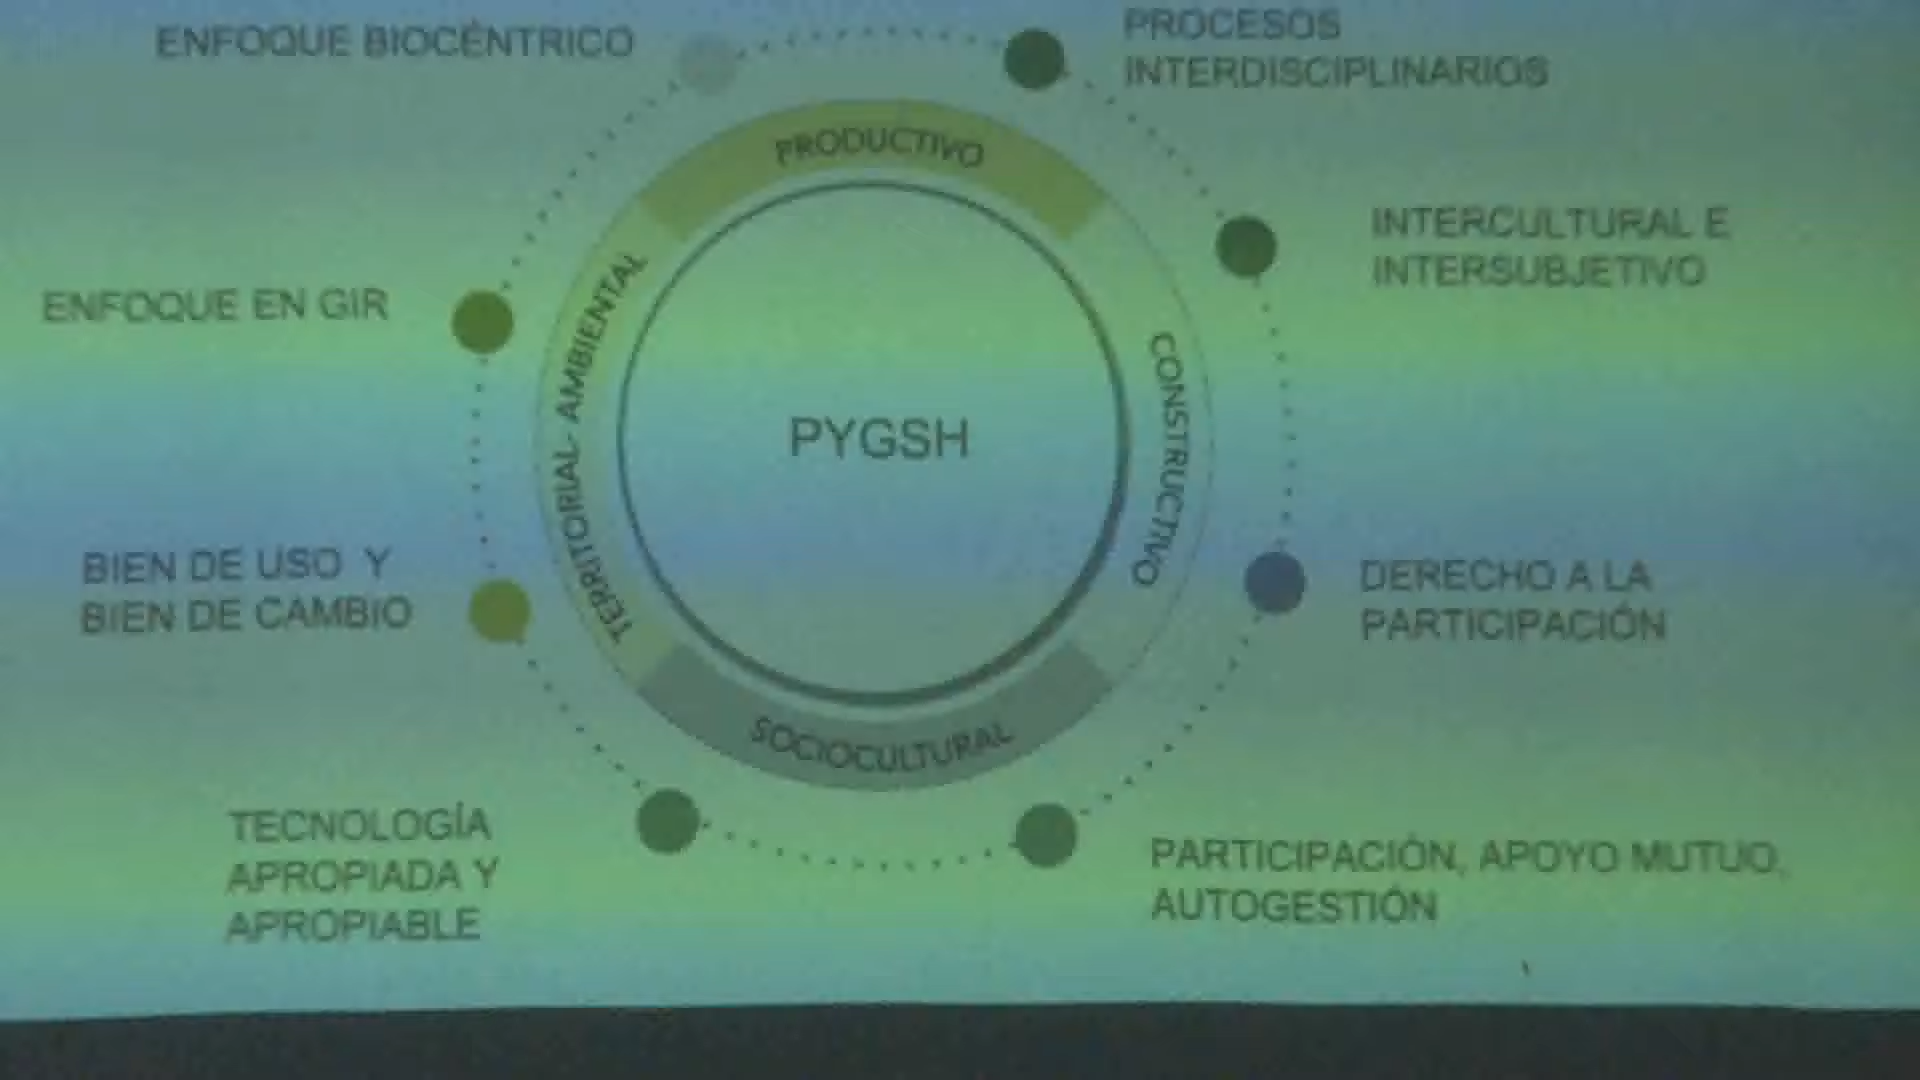 ENFOQUE BIOCÉNTRICO
PROCESOS
INTERDISCIPLINARIOS
PRODUCTIVO
INTERCULTURAL E
INTERSUBJETIVO
ENFOQUE EN GIR
TERRITORIAL- AMBIENTAL
CONSTRUCTIVO
PYGSH
BIEN DE USO Y
BIEN DE CAMBIO
DERECHO A LA
PARTICIPACIÓN
SOCIOCULTURAL
TECNOLOGÍA
APROPIADA Y
APROPIABLE
PARTICIPACIÓN, APOYO MUTUO,
AUTOGESTIÓN